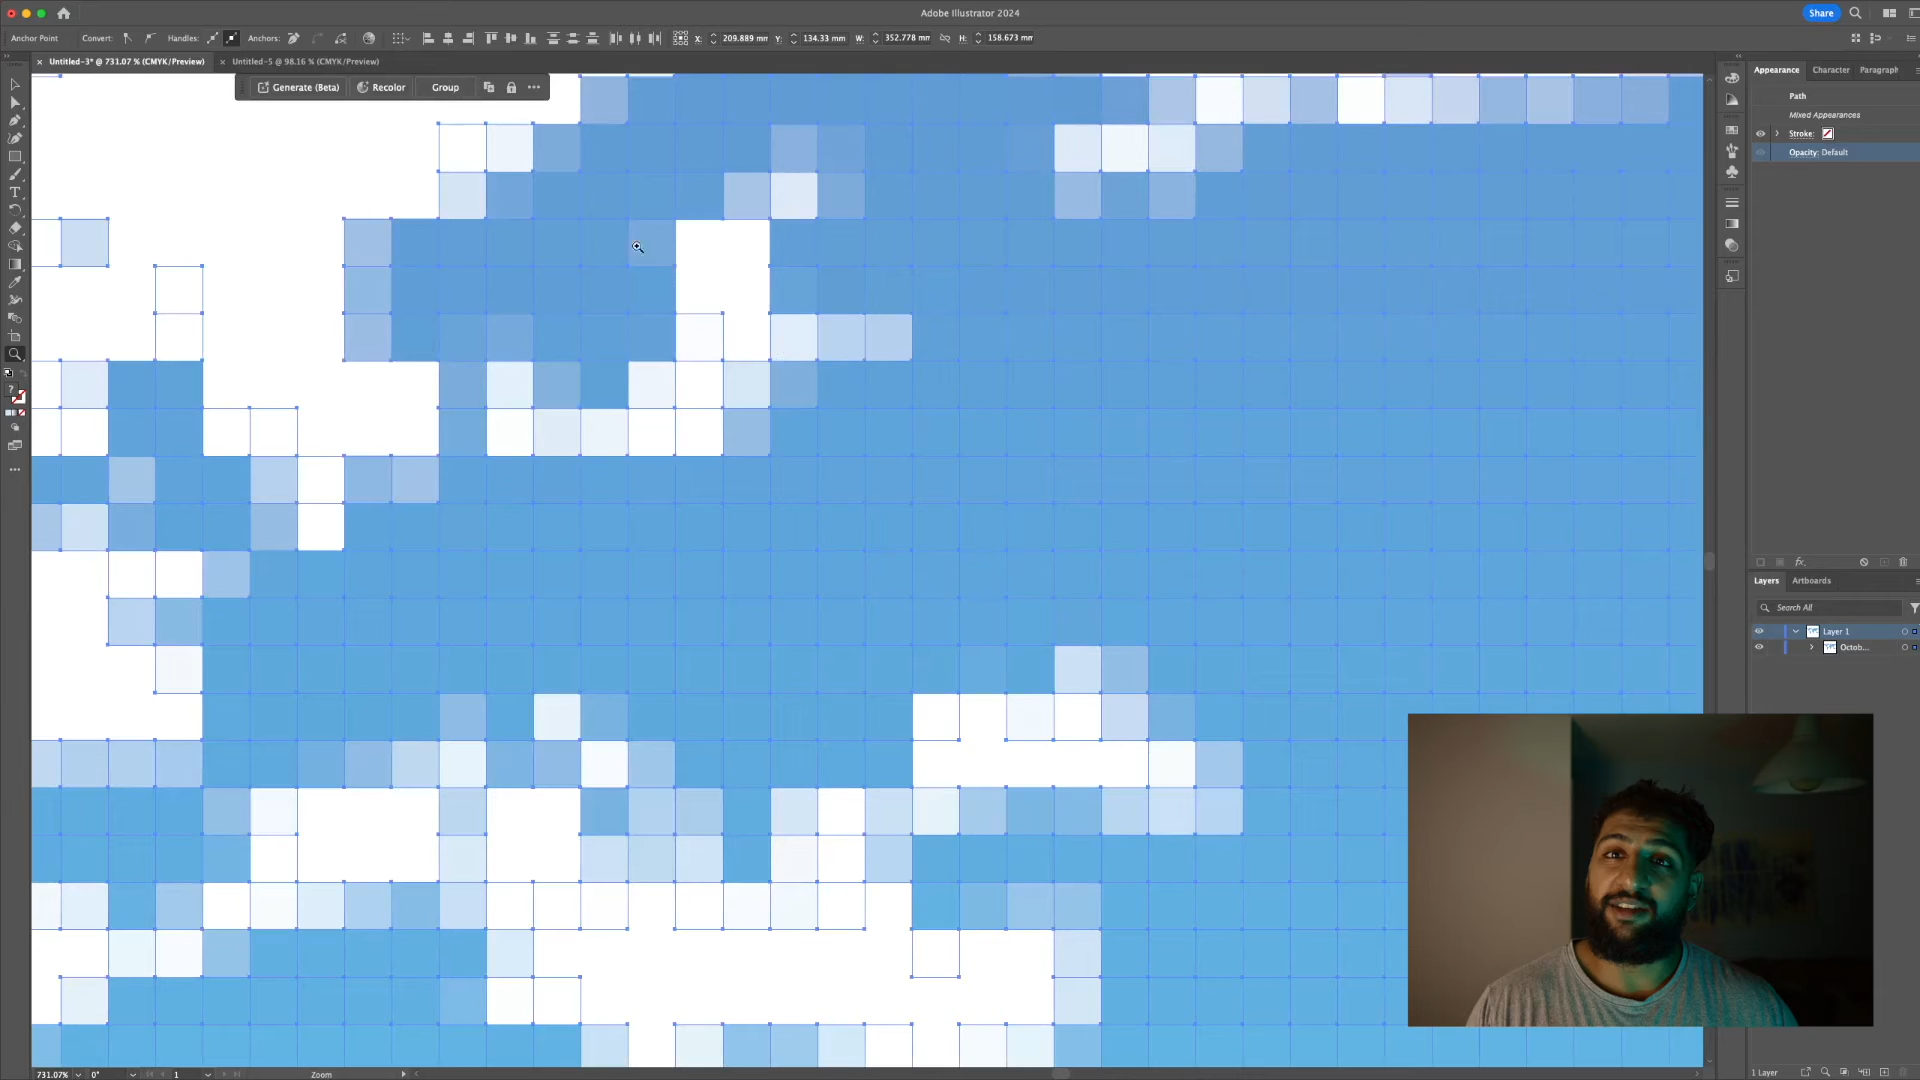 Adobe Illustrator 2024
Share
Anchor Point Convert: Handles: Anchors: X: 209.889 mm Y: 134.33 mm W: 352.778 mm H: 158.673 mm
Untitled-3* @ 731.07 % (CMYK/Preview) Untitled-5 @ 98.16 % (CMYK/Preview)
Generate (Beta) Recolor Group
Appearance Character Paragraph
Path
Mixed Appearances
Stroke:
Opacity: Default
fx
Layers Artboards
Search All
Layer 1
Octob...
731.07% 0° 1 Zoom
1 Layer